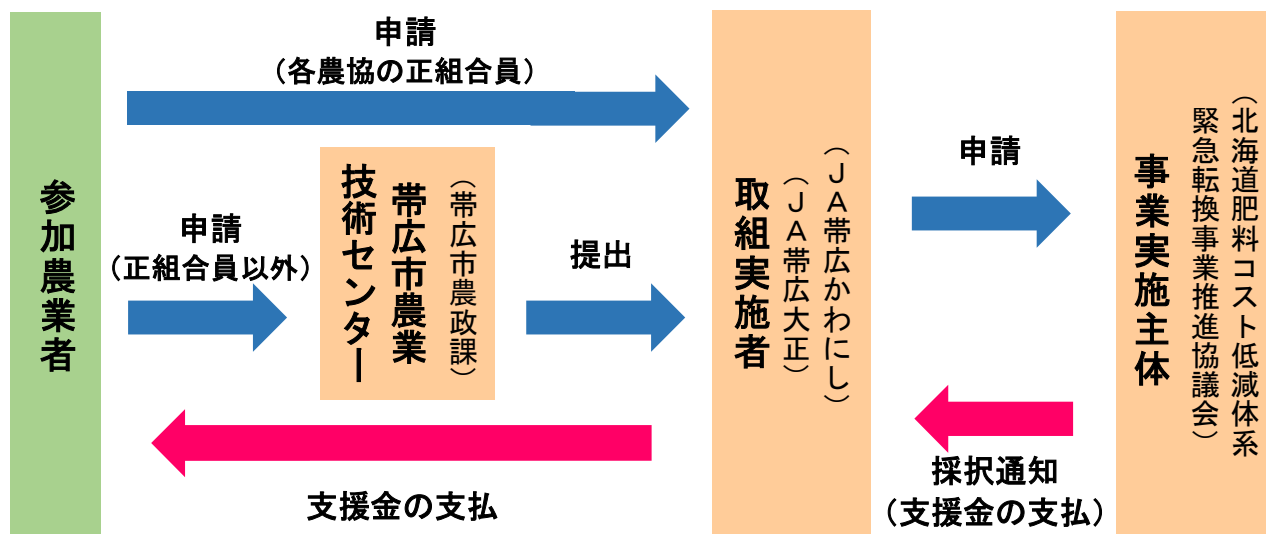 参加農業者
申請
（各農協の正組合員）
申請
（正組合員以外）
帯広市農業
技術センター
（帯広市農政課）
提出
取組実施者
（ＪＡ帯広大正）
（ＪＡ帯広かわにし）
申請
事業実施主体
（北海道肥料コスト低減体系
緊急転換事業推進協議会）
採択通知
（支援金の支払）
支援金の支払